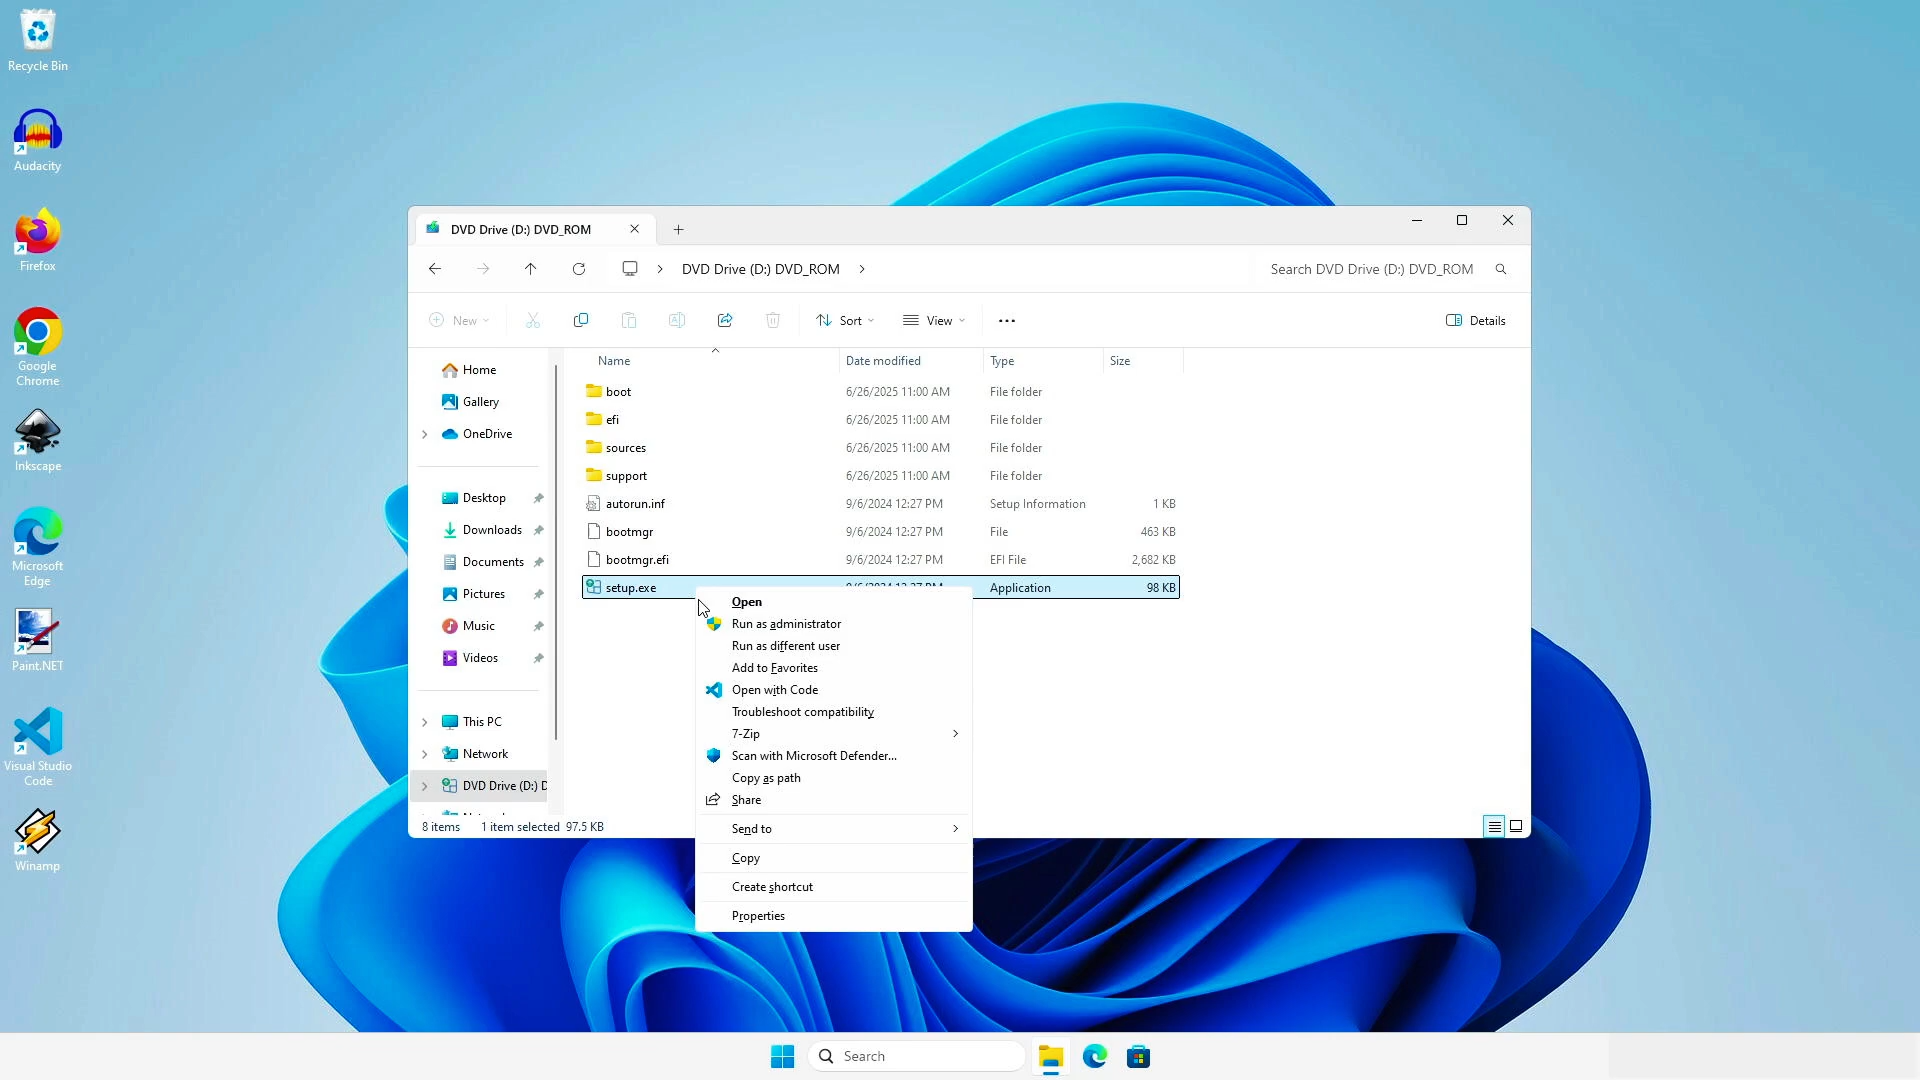 Recycle Bin
Audacity
Firefox
Google
Chrome
Inkscape
Microsoft
Edge
Paint.NET
Visual Studio
Code
Winamp
DVD Drive (D:) DVD_ROM
DVD Drive (D:) DVD_ROM
Search DVD Drive (D:) DVD_ROM
New
Sort
View
Details
Home
Gallery
OneDrive
Desktop
Downloads
Documents
Pictures
Music
Videos
This PC
Network
DVD Drive (D:) D
Name Date modified Type Size
boot 6/26/2025 11:00 AM File folder
efi 6/26/2025 11:00 AM File folder
sources 6/26/2025 11:00 AM File folder
support 6/26/2025 11:00 AM File folder
autorun.inf 9/6/2024 12:27 PM Setup Information 1 KB
bootmgr 9/6/2024 12:27 PM File 463 KB
bootmgr.efi 9/6/2024 12:27 PM EFI File 2,682 KB
setup.exe 9/6/2024 12:27 PM Application 98 KB
Open
Run as administrator
Run as different user
Add to Favorites
Open with Code
Troubleshoot compatibility
7-Zip
Scan with Microsoft Defender...
Copy as path
Share
Send to
Copy
Create shortcut
Properties
8 items 1 item selected 97.5 KB
Search